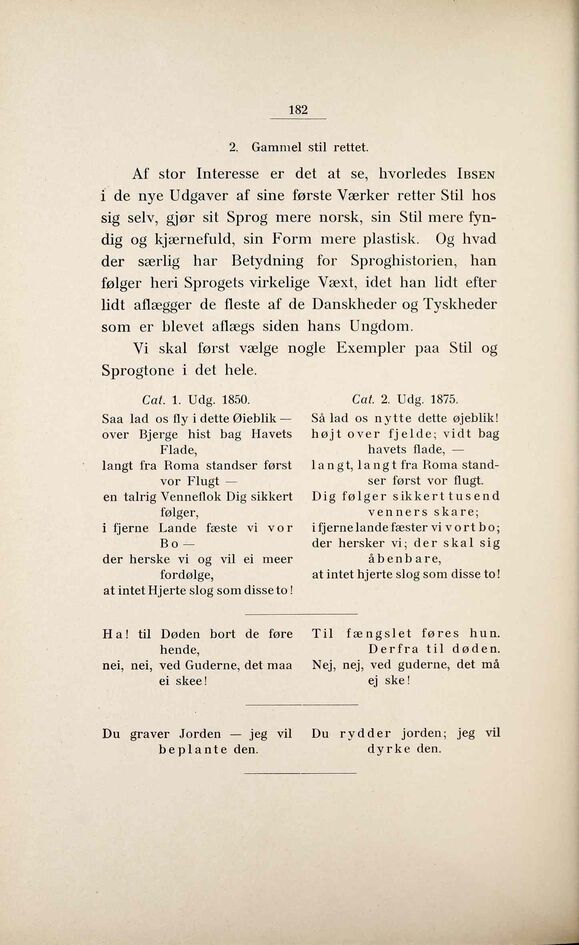 182
2. Gammel stil rettet.
Af stor Interesse er det at se, hvorledes IBSEN
i de nye Udgaver af sine første Værker retter Stil hos
sig selv, gjør sit Sprog mere norsk, sin Stil mere fyn-
dig og kjærnefuld, sin Form mere plastisk. Og hvad
der særlig har Betydning for Sproghistorien, han
følger heri Sprogets virkelige Væxt, idet han lidt efter
lidt aflægger de fleste af de Danskheder og Tyskheder
som er blevet aflægs siden hans Ungdom.
Vi skal først vælge nogle Exempler paa Stil og
Sprogtone i det hele.
Cat. 1. Udg. 1850.
Saa lad os fly i dette Øieblik —
over Bjerge hist bag Havets
Flade,
langt fra Roma standser først
vor Flugt —
en talrig Venneflok Dig sikkert
følger,
i fjerne Lande fæste vi vor
Bo —
der herske vi og vil ei meer
fordølge,
at intet Hjerte slog som disse to!
Cat. 2. Udg. 1875.
Så lad os nytte dette øjeblik!
højt over fjelde; vidt bag
havets flade, —
langt, langt fra Roma stand-
ser først vor flugt.
Dig følger sikkert tusend
venners skare;
i fjerne lande fæster vi vort bo;
der hersker vi; der skal sig
åbenbare,
at intet hjerte slog som disse to!
Ha! til Døden bort de føre
hende,
nei, nei, ved Guderne, det maa
ei skee!
Til fængslet føres hun.
Derfra til døden.
Nej, nej, ved guderne, det må
ej ske!
Du graver Jorden — jeg vil
beplante den.
Du rydder jorden; jeg vil
dyrke den.